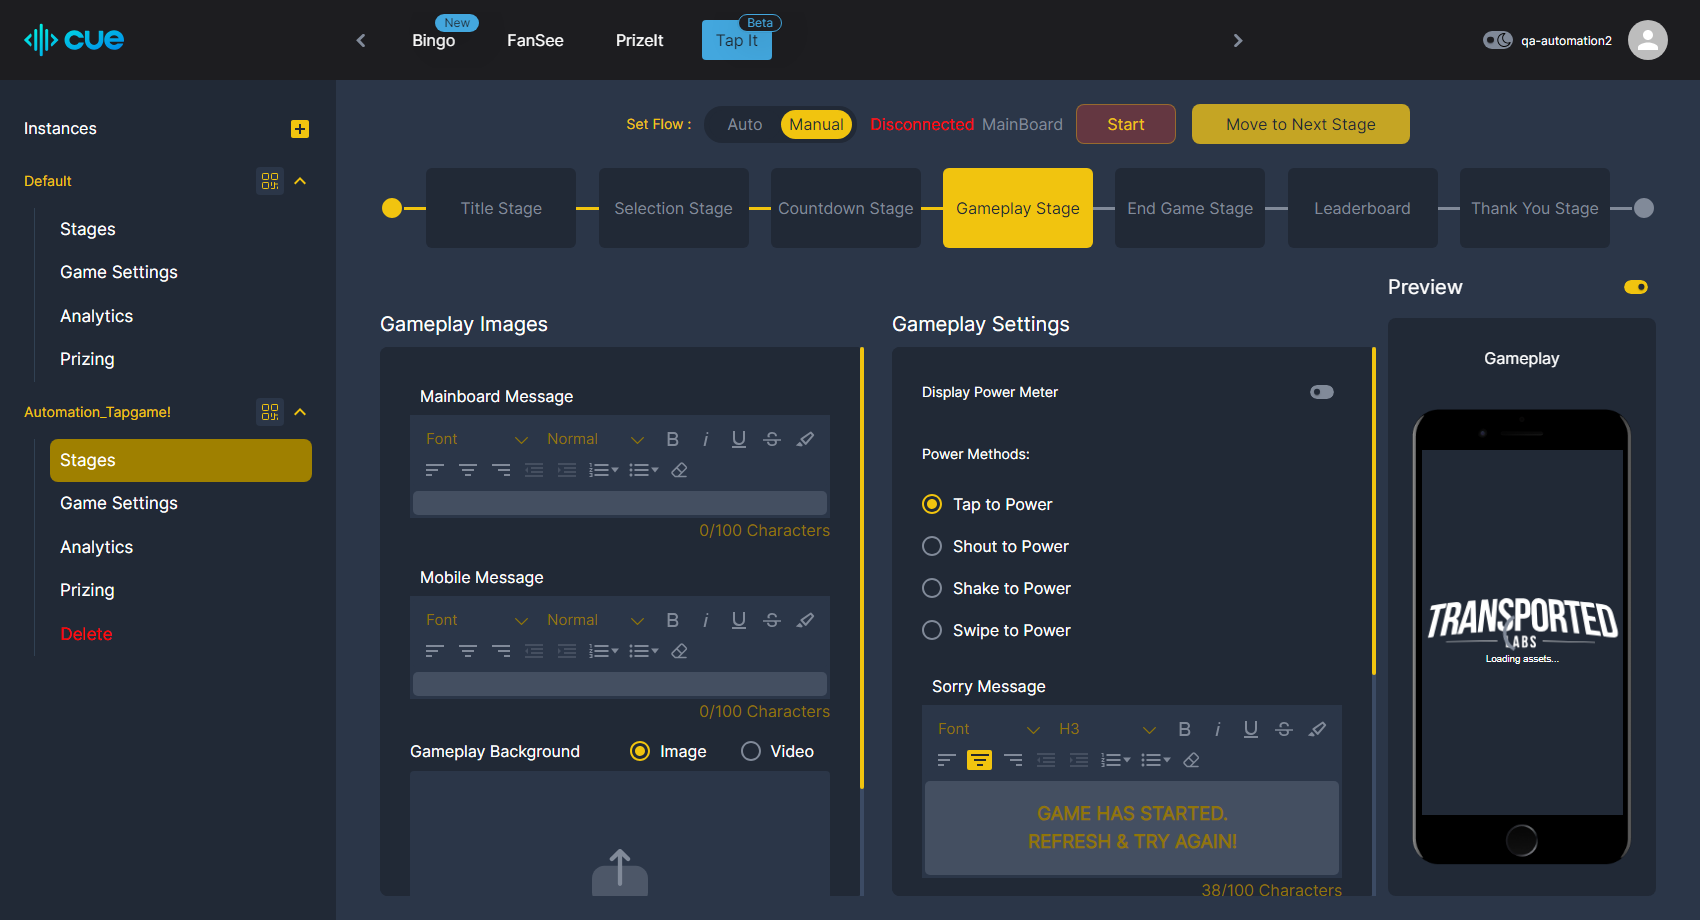 cue
New
Bingo
FanSee
PrizeIt
Beta
Tap It
qa-automation2
Instances
Default
Stages
Game Settings
Analytics
Prizing
Automation_Tapgame!
Stages
Game Settings
Analytics
Prizing
Delete
Set Flow :
Auto
Manual
Disconnected MainBoard
Start
Move to Next Stage
Title Stage
Selection Stage
Countdown Stage
Gameplay Stage
End Game Stage
Leaderboard
Thank You Stage
Gameplay Images
Mainboard Message
Font
Normal
B i U S
0/100 Characters
Mobile Message
Font
Normal
B i U S
0/100 Characters
Gameplay Background
Image
Video
Gameplay Settings
Display Power Meter
Power Methods:
Tap to Power
Shout to Power
Shake to Power
Swipe to Power
Sorry Message
Font
H3
B i U S
GAME HAS STARTED.
REFRESH & TRY AGAIN!
38/100 Characters
Preview
Gameplay
TRANSPORTED
LABS
Loading assets...